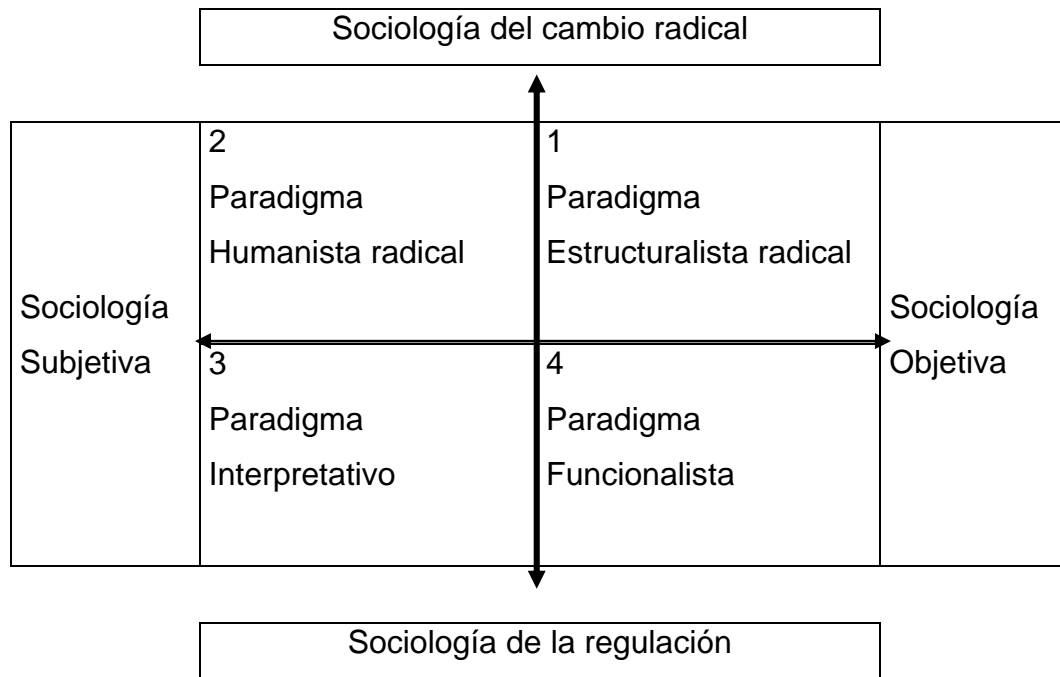 Sociología del cambio radical
2
Paradigma
Humanista radical
1
Paradigma
Estructuralista radical
Sociología
Subjetiva
Sociología
Objetiva
3
Paradigma
Interpretativo
4
Paradigma
Funcionalista
Sociología de la regulación